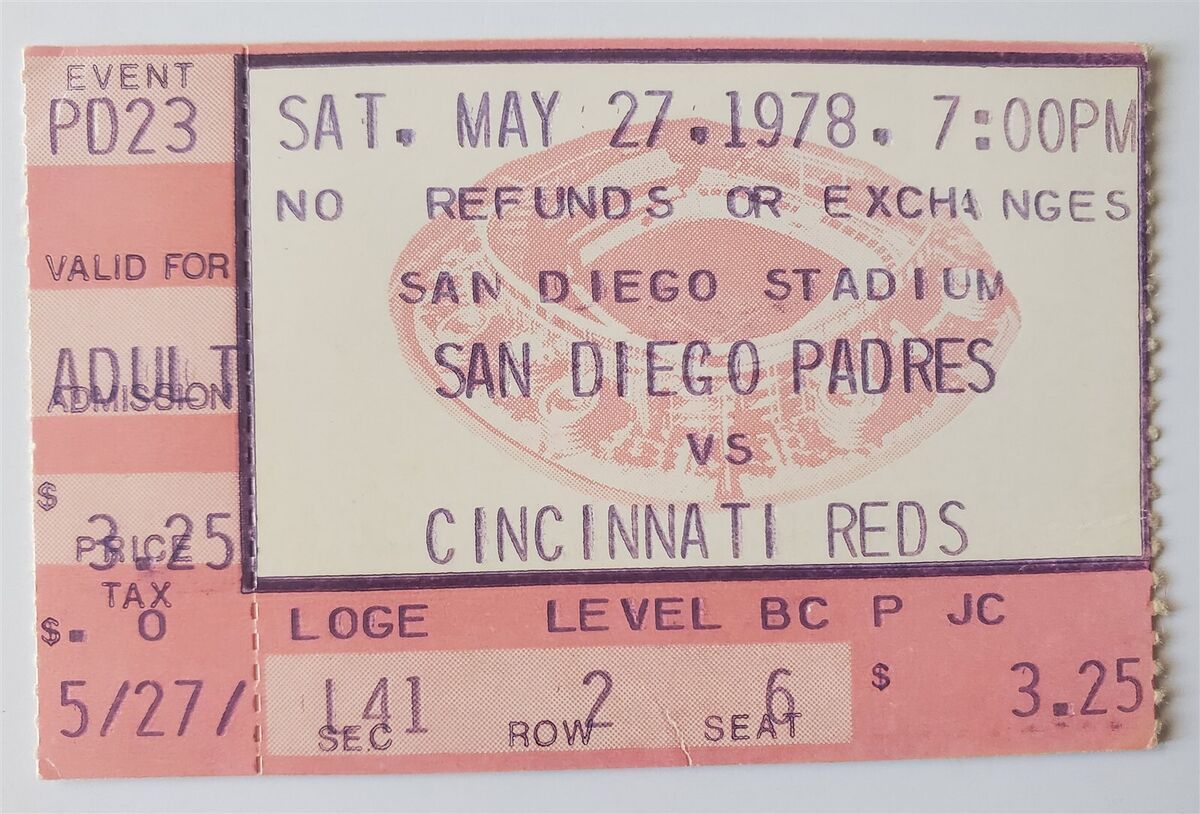 EVENT
PD23
VALID FOR
ADULT
ADMISSION
$
3.25
PRICE
TAX
$. 0
5/27/
SAT. MAY 27.1978. 7:00PM
NO REFUNDS OR EXCHANGES
SAN DIEGO STADIUM
SAN DIEGO PADRES
VS
CINCINNATI REDS
LOGE LEVEL BC P JC
141 2 6
SEC ROW SEAT
$ 3.25